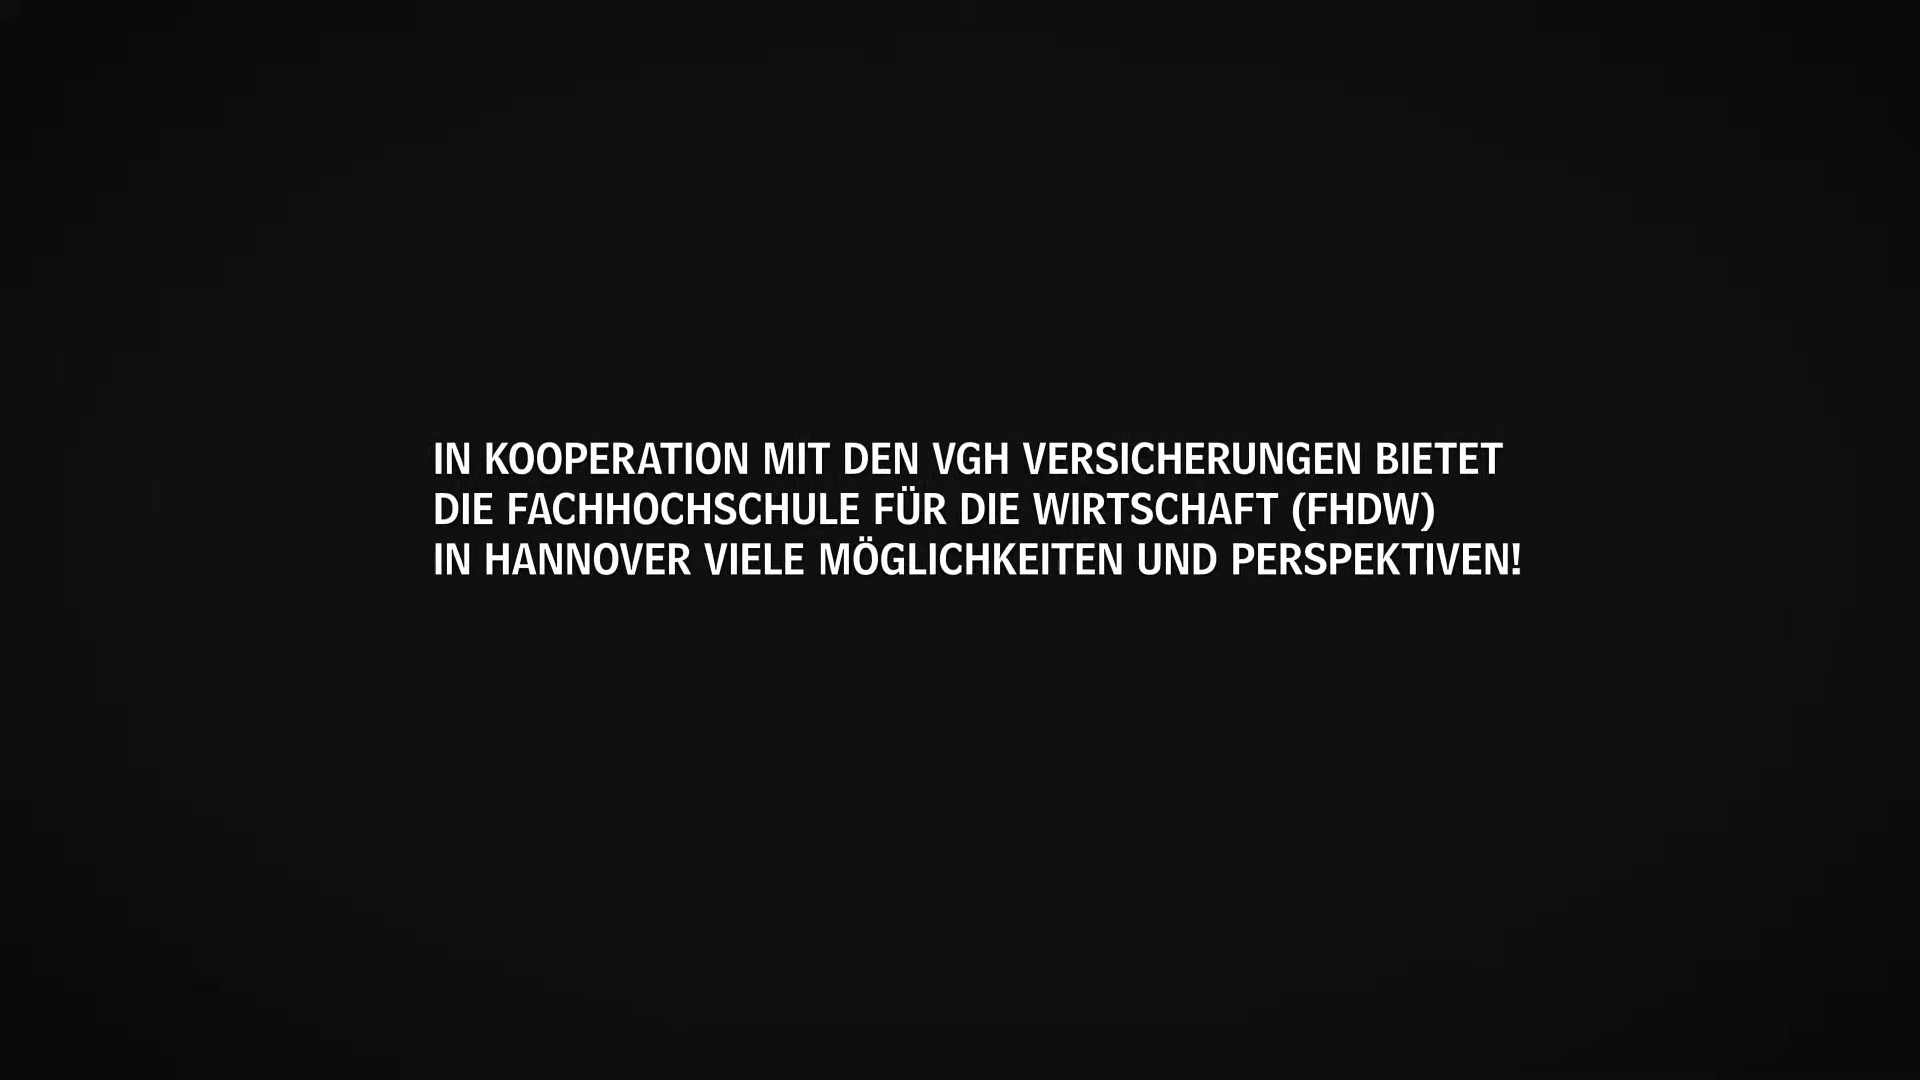 IN KOOPERATION MIT DEN VGH VERSICHERUNGEN BIETET
DIE FACHHOCHSCHULE FÜR DIE WIRTSCHAFT (FHDW)
IN HANNOVER VIELE MÖGLICHKEITEN UND PERSPEKTIVEN!